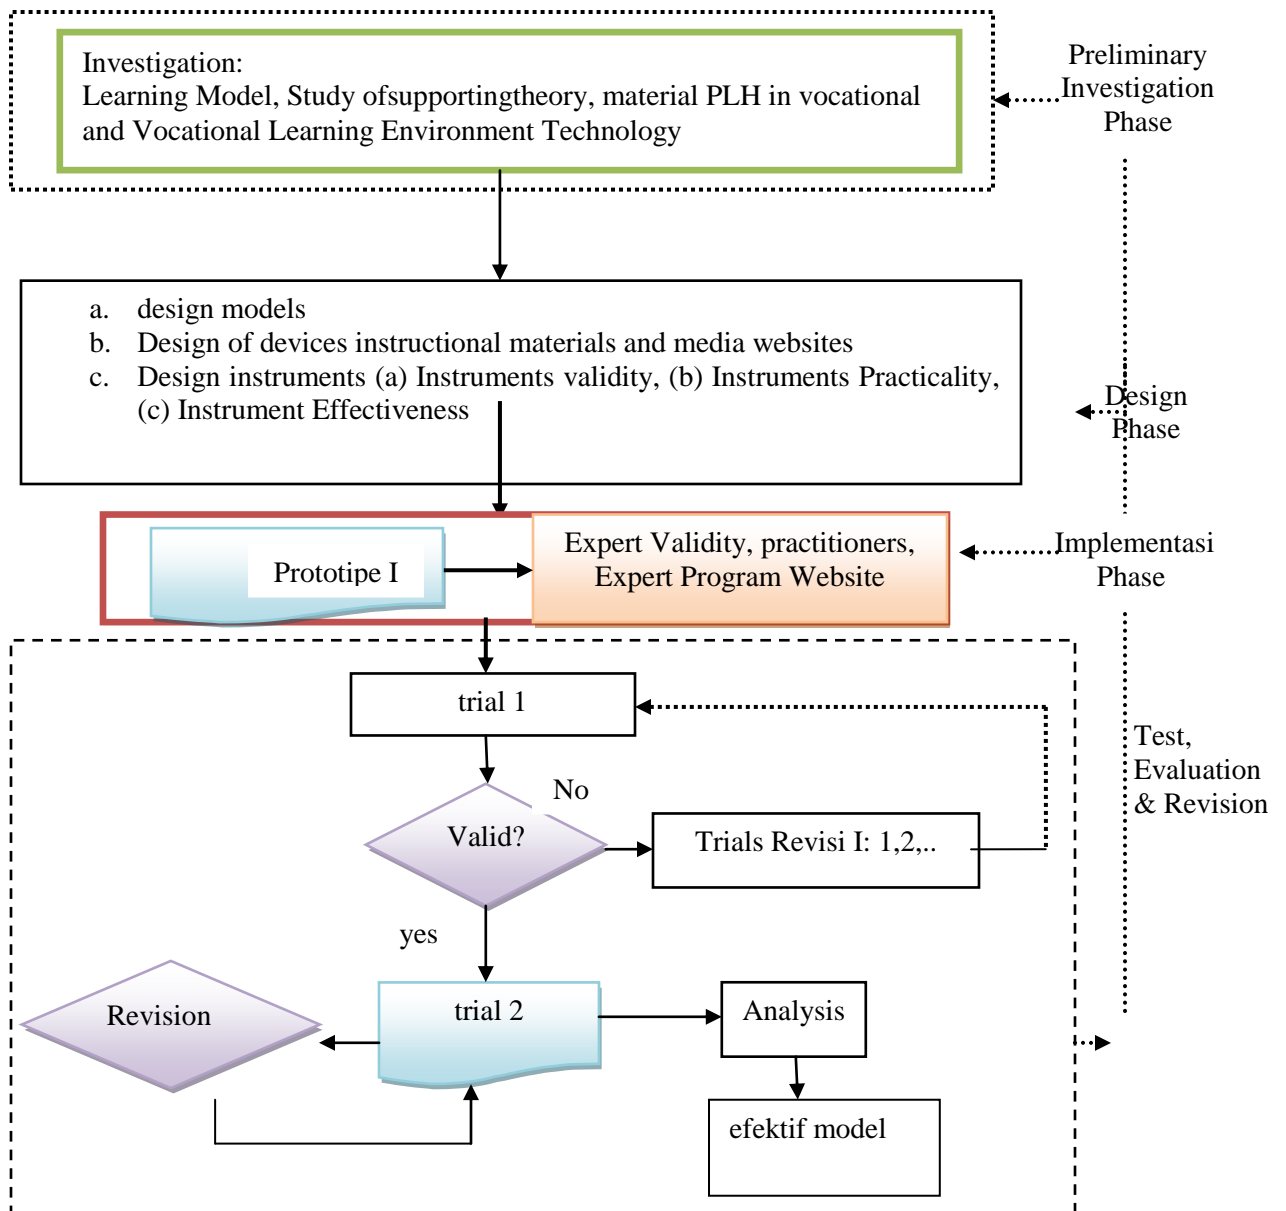 Investigation:
Learning Model, Study ofsupportingtheory, material PLH in vocational
and Vocational Learning Environment Technology
Preliminary
Investigation
Phase
a. design models
b. Design of devices instructional materials and media websites
c. Design instruments (a) Instruments validity, (b) Instruments Practicality,
(c) Instrument Effectiveness
Design
Phase
Prototipe I
Expert Validity, practitioners,
Expert Program Website
Implementasi
Phase
trial 1
No
Valid?
Trials Revisi I: 1,2,..
Test,
Evaluation
& Revision
yes
Revision
trial 2
Analysis
efektif model